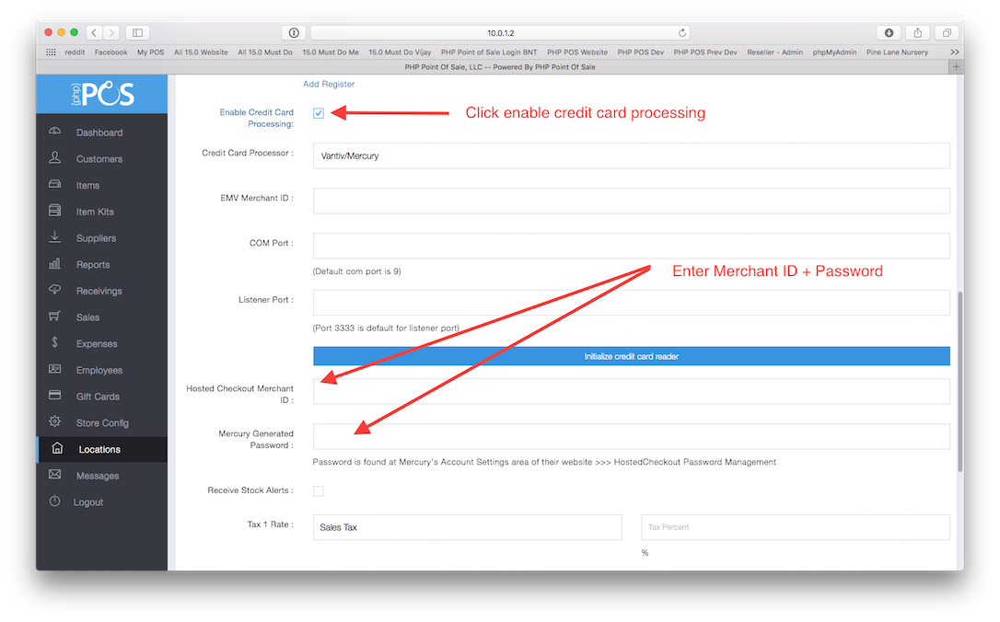 10.0.1.2
reddit Facebook My POS All 15.0 Website All 15.0 Must Do 15.0 Must Do Me 15.0 Must Do Vijay PHP Point of Sale Login BNT PHP POS Website PHP POS Dev PHP POS Prev Dev Reseller - Admin phpMyAdmin Pine Lane Nursery >>
PHP Point Of Sale, LLC -- Powered By PHP Point Of Sale +
{php} POS
Dashboard
Customers
Items
Item Kits
Suppliers
Reports
Receivings
Sales
Expenses
Employees
Gift Cards
Store Config
Locations
Messages
Logout
Add Register
Enable Credit Card
Processing:
Click enable credit card processing
Credit Card Processor :
Vantiv/Mercury
EMV Merchant ID :
COM Port :
(Default com port is 9)
Enter Merchant ID + Password
Listener Port :
(Port 3333 is default for listener port)
Initialize credit card reader
Hosted Checkout Merchant
ID :
Mercury Generated
Password :
Password is found at Mercury's Account Settings area of their website >>> HostedCheckout Password Management
Receive Stock Alerts :
Tax 1 Rate :
Sales Tax
Tax Percent
%